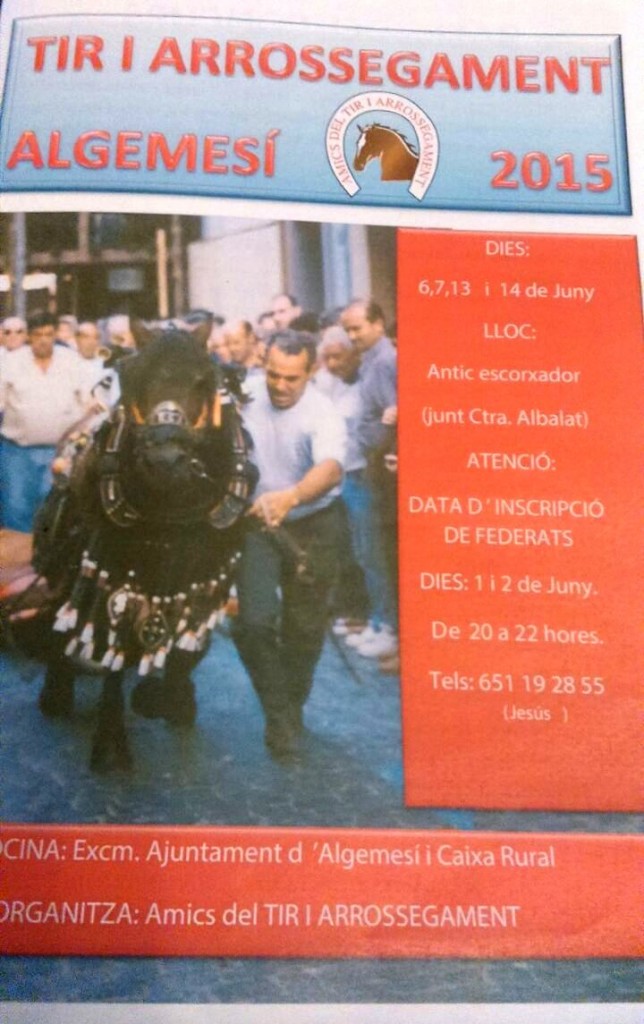 TIR I ARROSSEGAMENT
ALGEMESÍ
AMICS DEL TIR I ARROSSEGAMENT
2015
DIES:
6,7,13 i 14 de Juny
LLOC:
Antic escorxador
(junt Ctra. Albalat)
ATENCIÓ:
DATA D´INSCRIPCIÓ
DE FEDERATS
DIES: 1 i 2 de Juny.
De 20 a 22 hores.
Tels: 651 19 28 55
(Jesús )
OCINA: Excm. Ajuntament d ´Algemesí i Caixa Rural
ORGANITZA: Amics del TIR I ARROSSEGAMENT